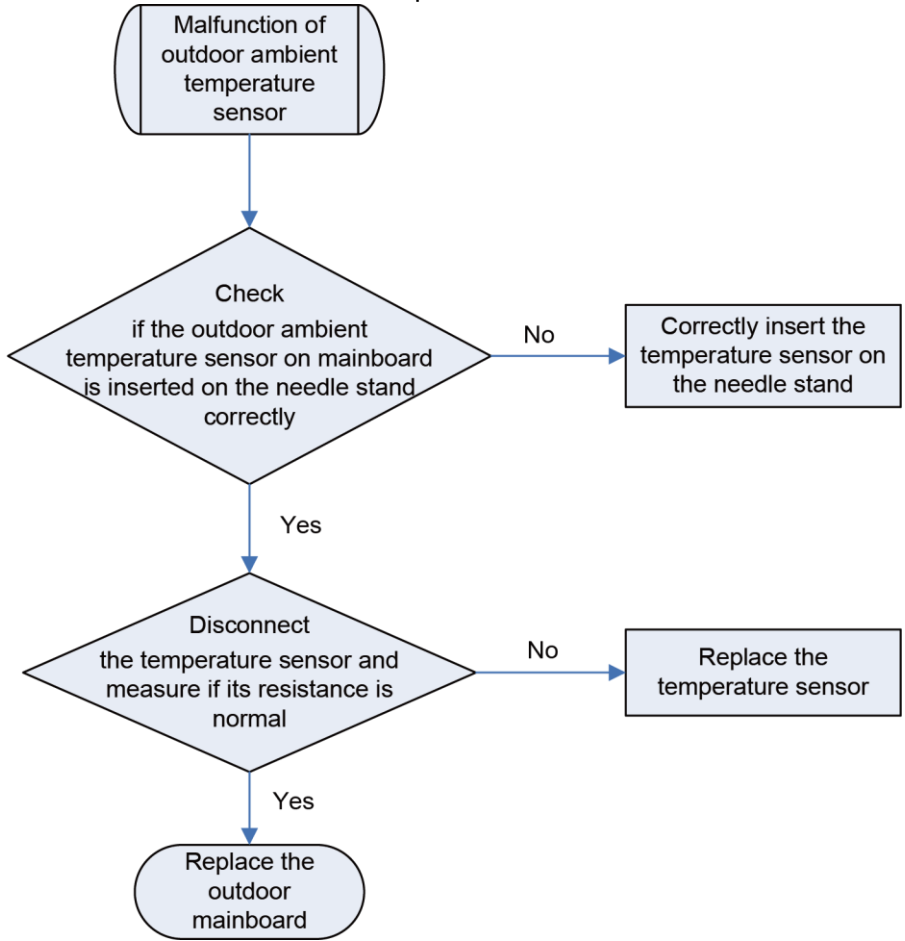 Malfunction of
outdoor ambient
temperature
sensor
Check
if the outdoor ambient
temperature sensor on mainboard
is inserted on the needle stand
correctly
No
Correctly insert the
temperature sensor on
the needle stand
Yes
Disconnect
the temperature sensor and
measure if its resistance is
normal
No
Replace the
temperature sensor
Yes
Replace the
outdoor
mainboard